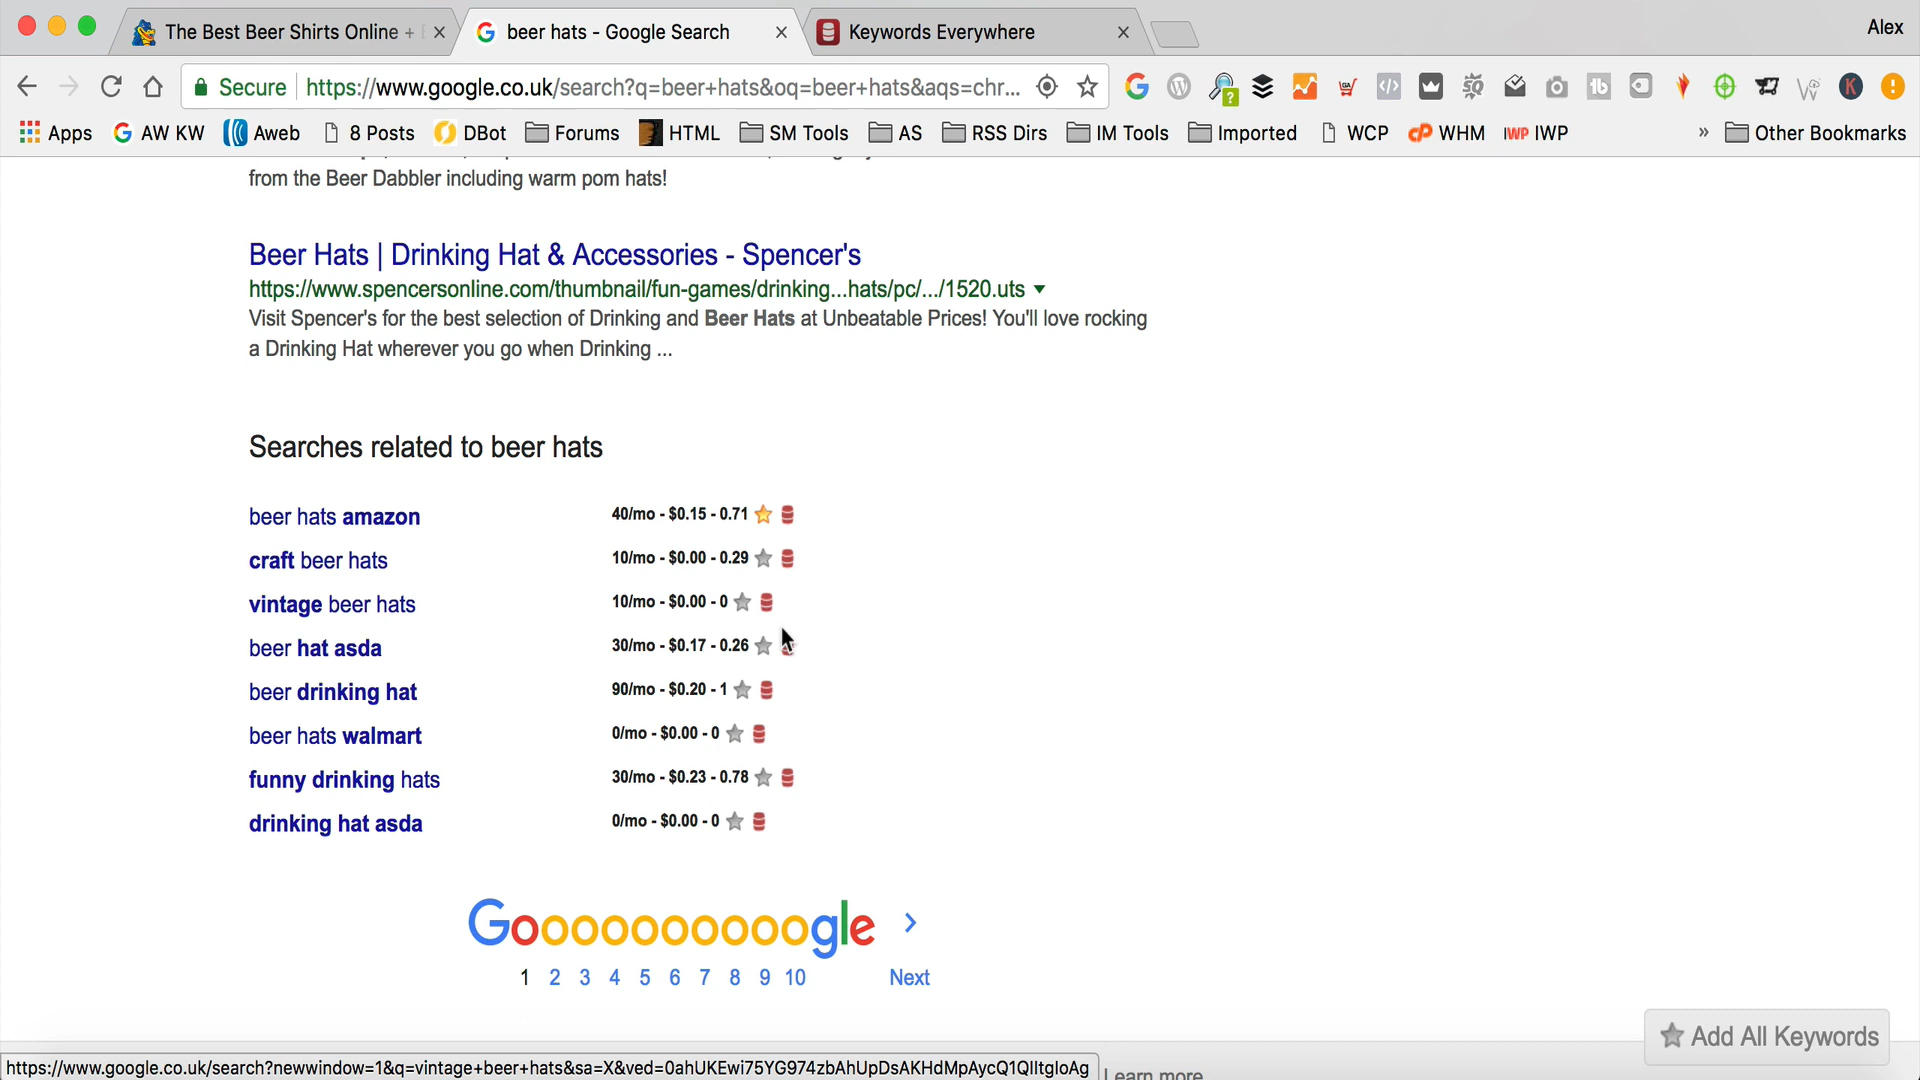 The Best Beer Shirts Online +
beer hats - Google Search
Keywords Everywhere
Alex
Secure
https://www.google.co.uk/search?q=beer+hats&oq=beer+hats&aqs=chr...
Apps
AW KW
Aweb
8 Posts
DBot
Forums
HTML
SM Tools
AS
RSS Dirs
IM Tools
Imported
WCP
WHM
IWP IWP
»
Other Bookmarks
from the Beer Dabbler including warm pom hats!
Beer Hats | Drinking Hat & Accessories - Spencer's
https://www.spencersonline.com/thumbnail/fun-games/drinking...hats/pc/.../1520.uts
Visit Spencer's for the best selection of Drinking and Beer Hats at Unbeatable Prices! You'll love rocking
a Drinking Hat wherever you go when Drinking ...
Searches related to beer hats
beer hats amazon 40/mo - $0.15 - 0.71
craft beer hats 10/mo - $0.00 - 0.29
vintage beer hats 10/mo - $0.00 - 0
beer hat asda 30/mo - $0.17 - 0.26
beer drinking hat 90/mo - $0.20 - 1
beer hats walmart 0/mo - $0.00 - 0
funny drinking hats 30/mo - $0.23 - 0.78
drinking hat asda 0/mo - $0.00 - 0
Goooooooooogle
1 2 3 4 5 6 7 8 9 10 Next
Add All Keywords
https://www.google.co.uk/search?newwindow=1&q=vintage+beer+hats&sa=X&ved=0ahUKEwi75YG974zbAhUpDsAKHdMpAycQ1QIItgIoAg
Learn more